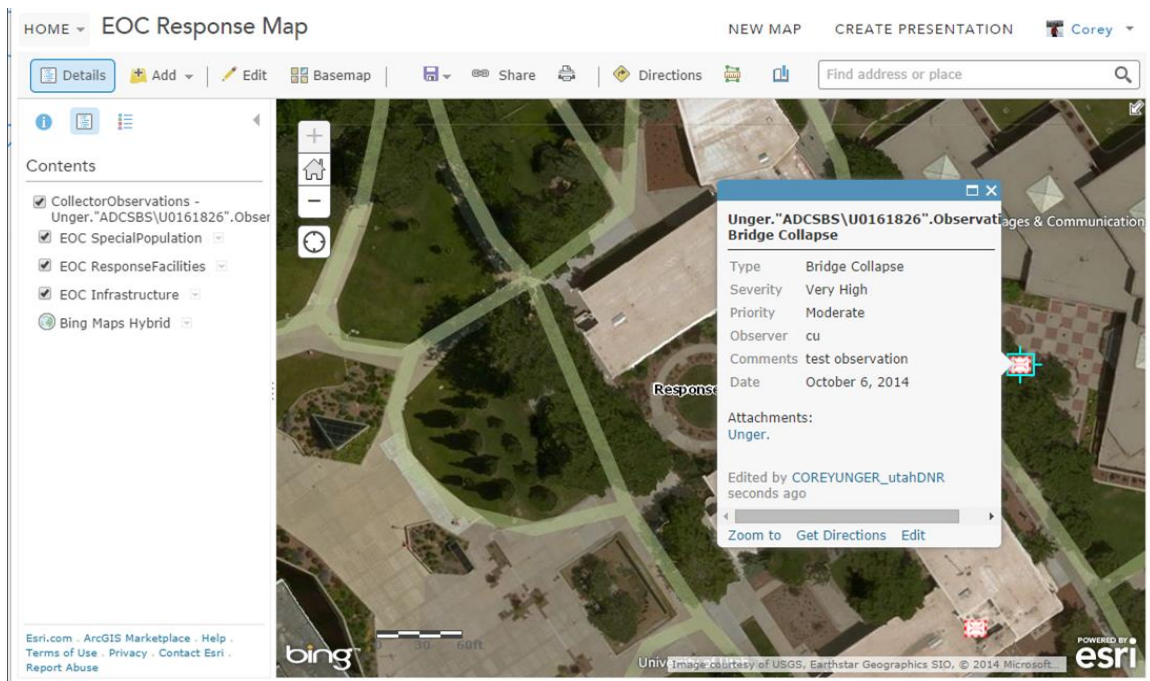 HOME EOC Response Map
NEW MAP CREATE PRESENTATION Corey
Details Add Edit Basemap Share Directions Find address or place
Contents
CollectorObservations -
Unger."ADCSBS\U0161826".Obser
EOC SpecialPopulation
EOC ResponseFacilities
EOC Infrastructure
Bing Maps Hybrid
Esri.com . ArcGIS Marketplace . Help .
Terms of Use . Privacy . Contact Esri .
Report Abuse
Unger."ADCSBS\U0161826".Observati
Bridge Collapse
Type Bridge Collapse
Severity Very High
Priority Moderate
Observer cu
Comments test observation
Date October 6, 2014
Attachments:
Unger.
Edited by COREYUNGER_utahDNR
seconds ago
Zoom to Get Directions Edit
ages & Communication
Response
0 30 60ft
bing
Image courtesy of USGS, Earthstar Geographics SIO, © 2014 Microsoft...
POWERED BY
esri